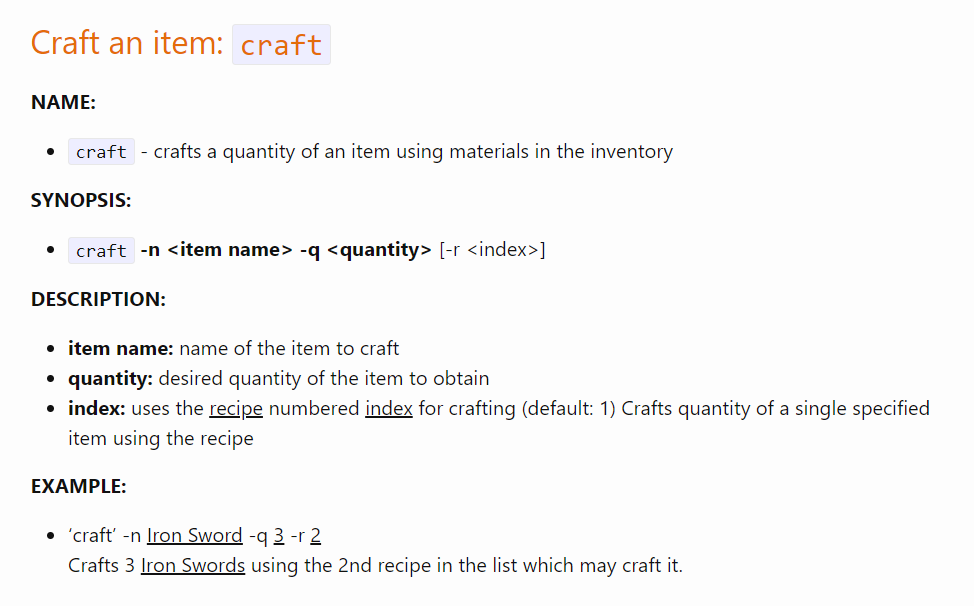 Craft an item: craft
NAME:
• craft - crafts a quantity of an item using materials in the inventory
SYNOPSIS:
• craft -n <item name> -q <quantity> [-r <index>]
DESCRIPTION:
• item name: name of the item to craft
• quantity: desired quantity of the item to obtain
• index: uses the recipe numbered index for crafting (default: 1) Crafts quantity of a single specified
item using the recipe
EXAMPLE:
• ‘craft’ -n Iron Sword -q 3 -r 2
Crafts 3 Iron Swords using the 2nd recipe in the list which may craft it.